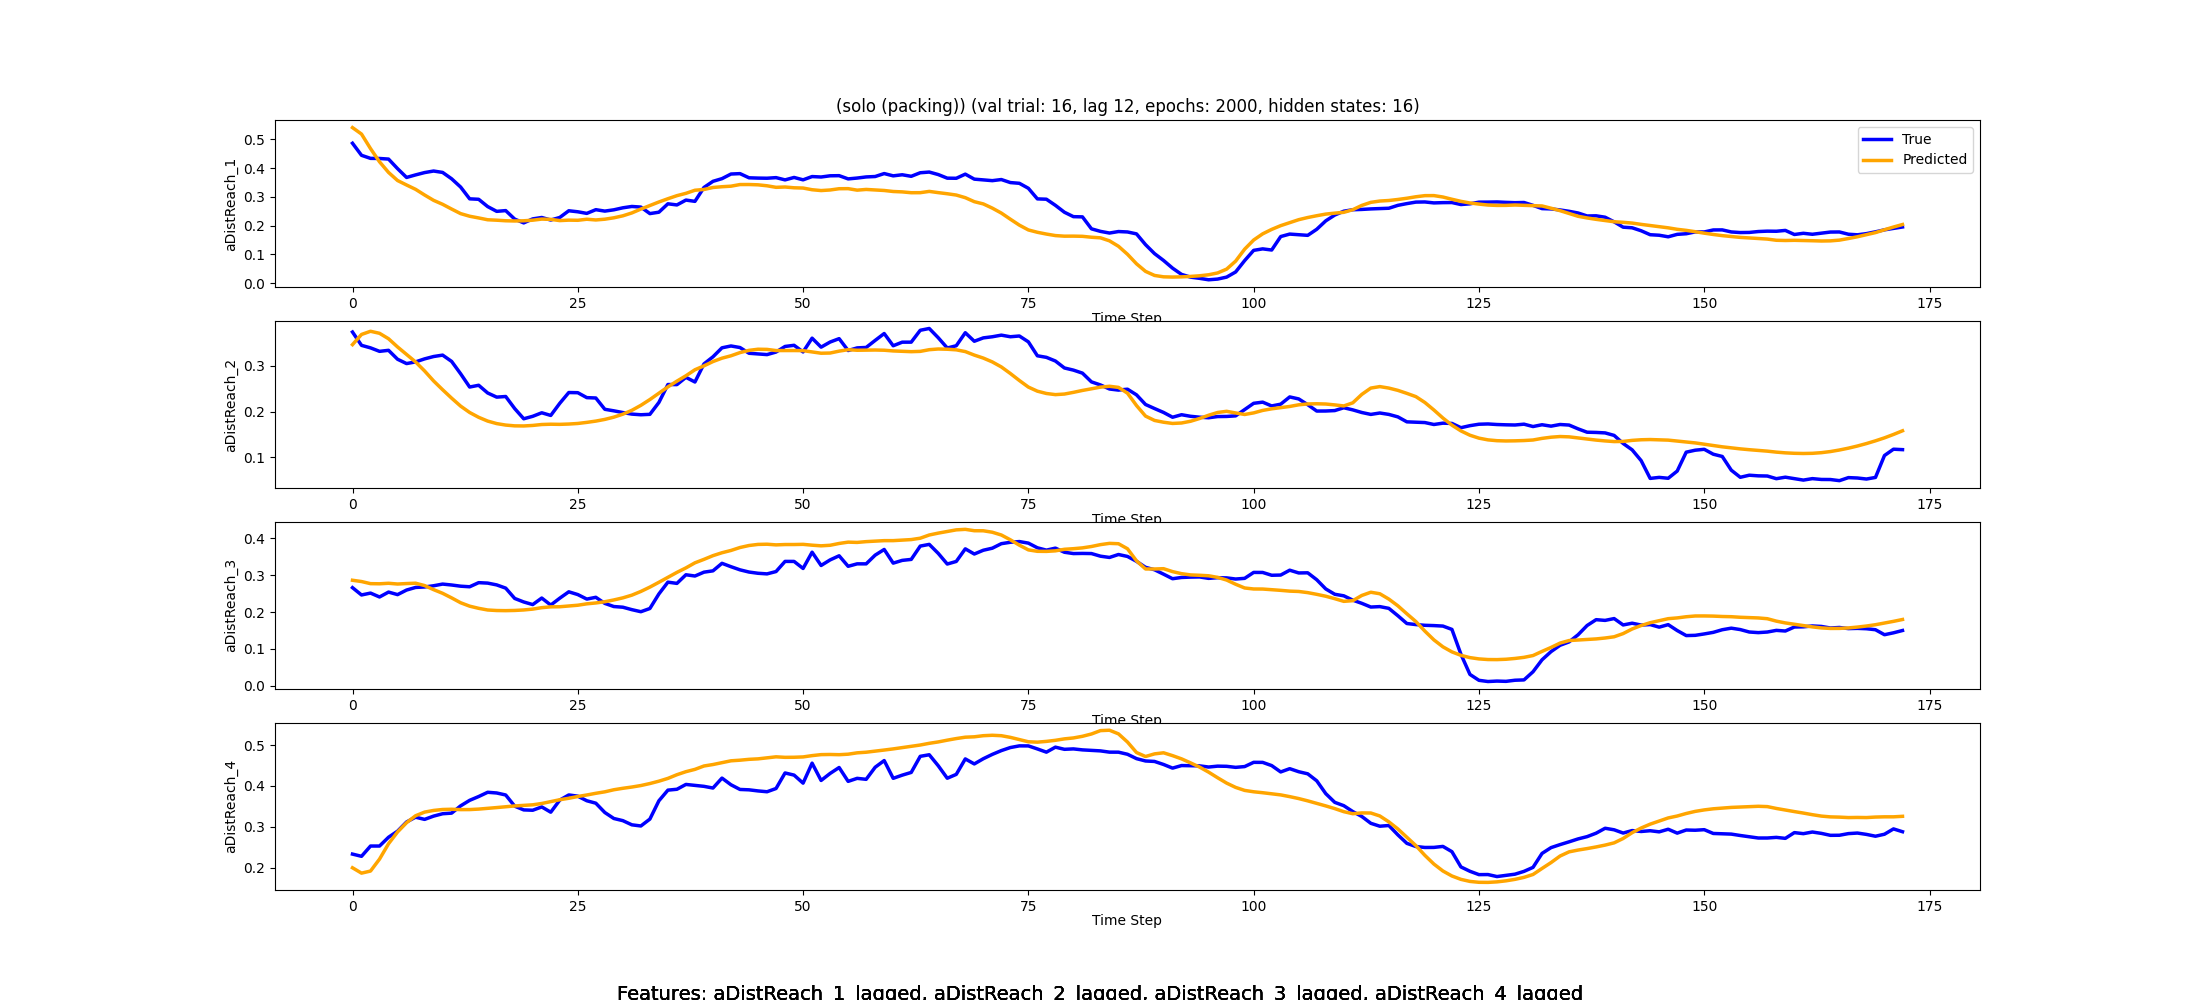 (solo (packing)) (val trial: 16, lag 12, epochs: 2000, hidden states: 16)
aDistReach_1
0.5
0.4
0.3
0.2
0.1
0.0
True
Predicted
0 25 50 75 100 125 150 175
Time Step
aDistReach_2
0.3
0.2
0.1
0 25 50 75 100 125 150 175
Time Step
aDistReach_3
0.4
0.3
0.2
0.1
0.0
0 25 50 75 100 125 150 175
Time Step
aDistReach_4
0.5
0.4
0.3
0.2
0 25 50 75 100 125 150 175
Time Step
Features: aDistReach_1_lagged, aDistReach_2_lagged, aDistReach_3_lagged, aDistReach_4_lagged